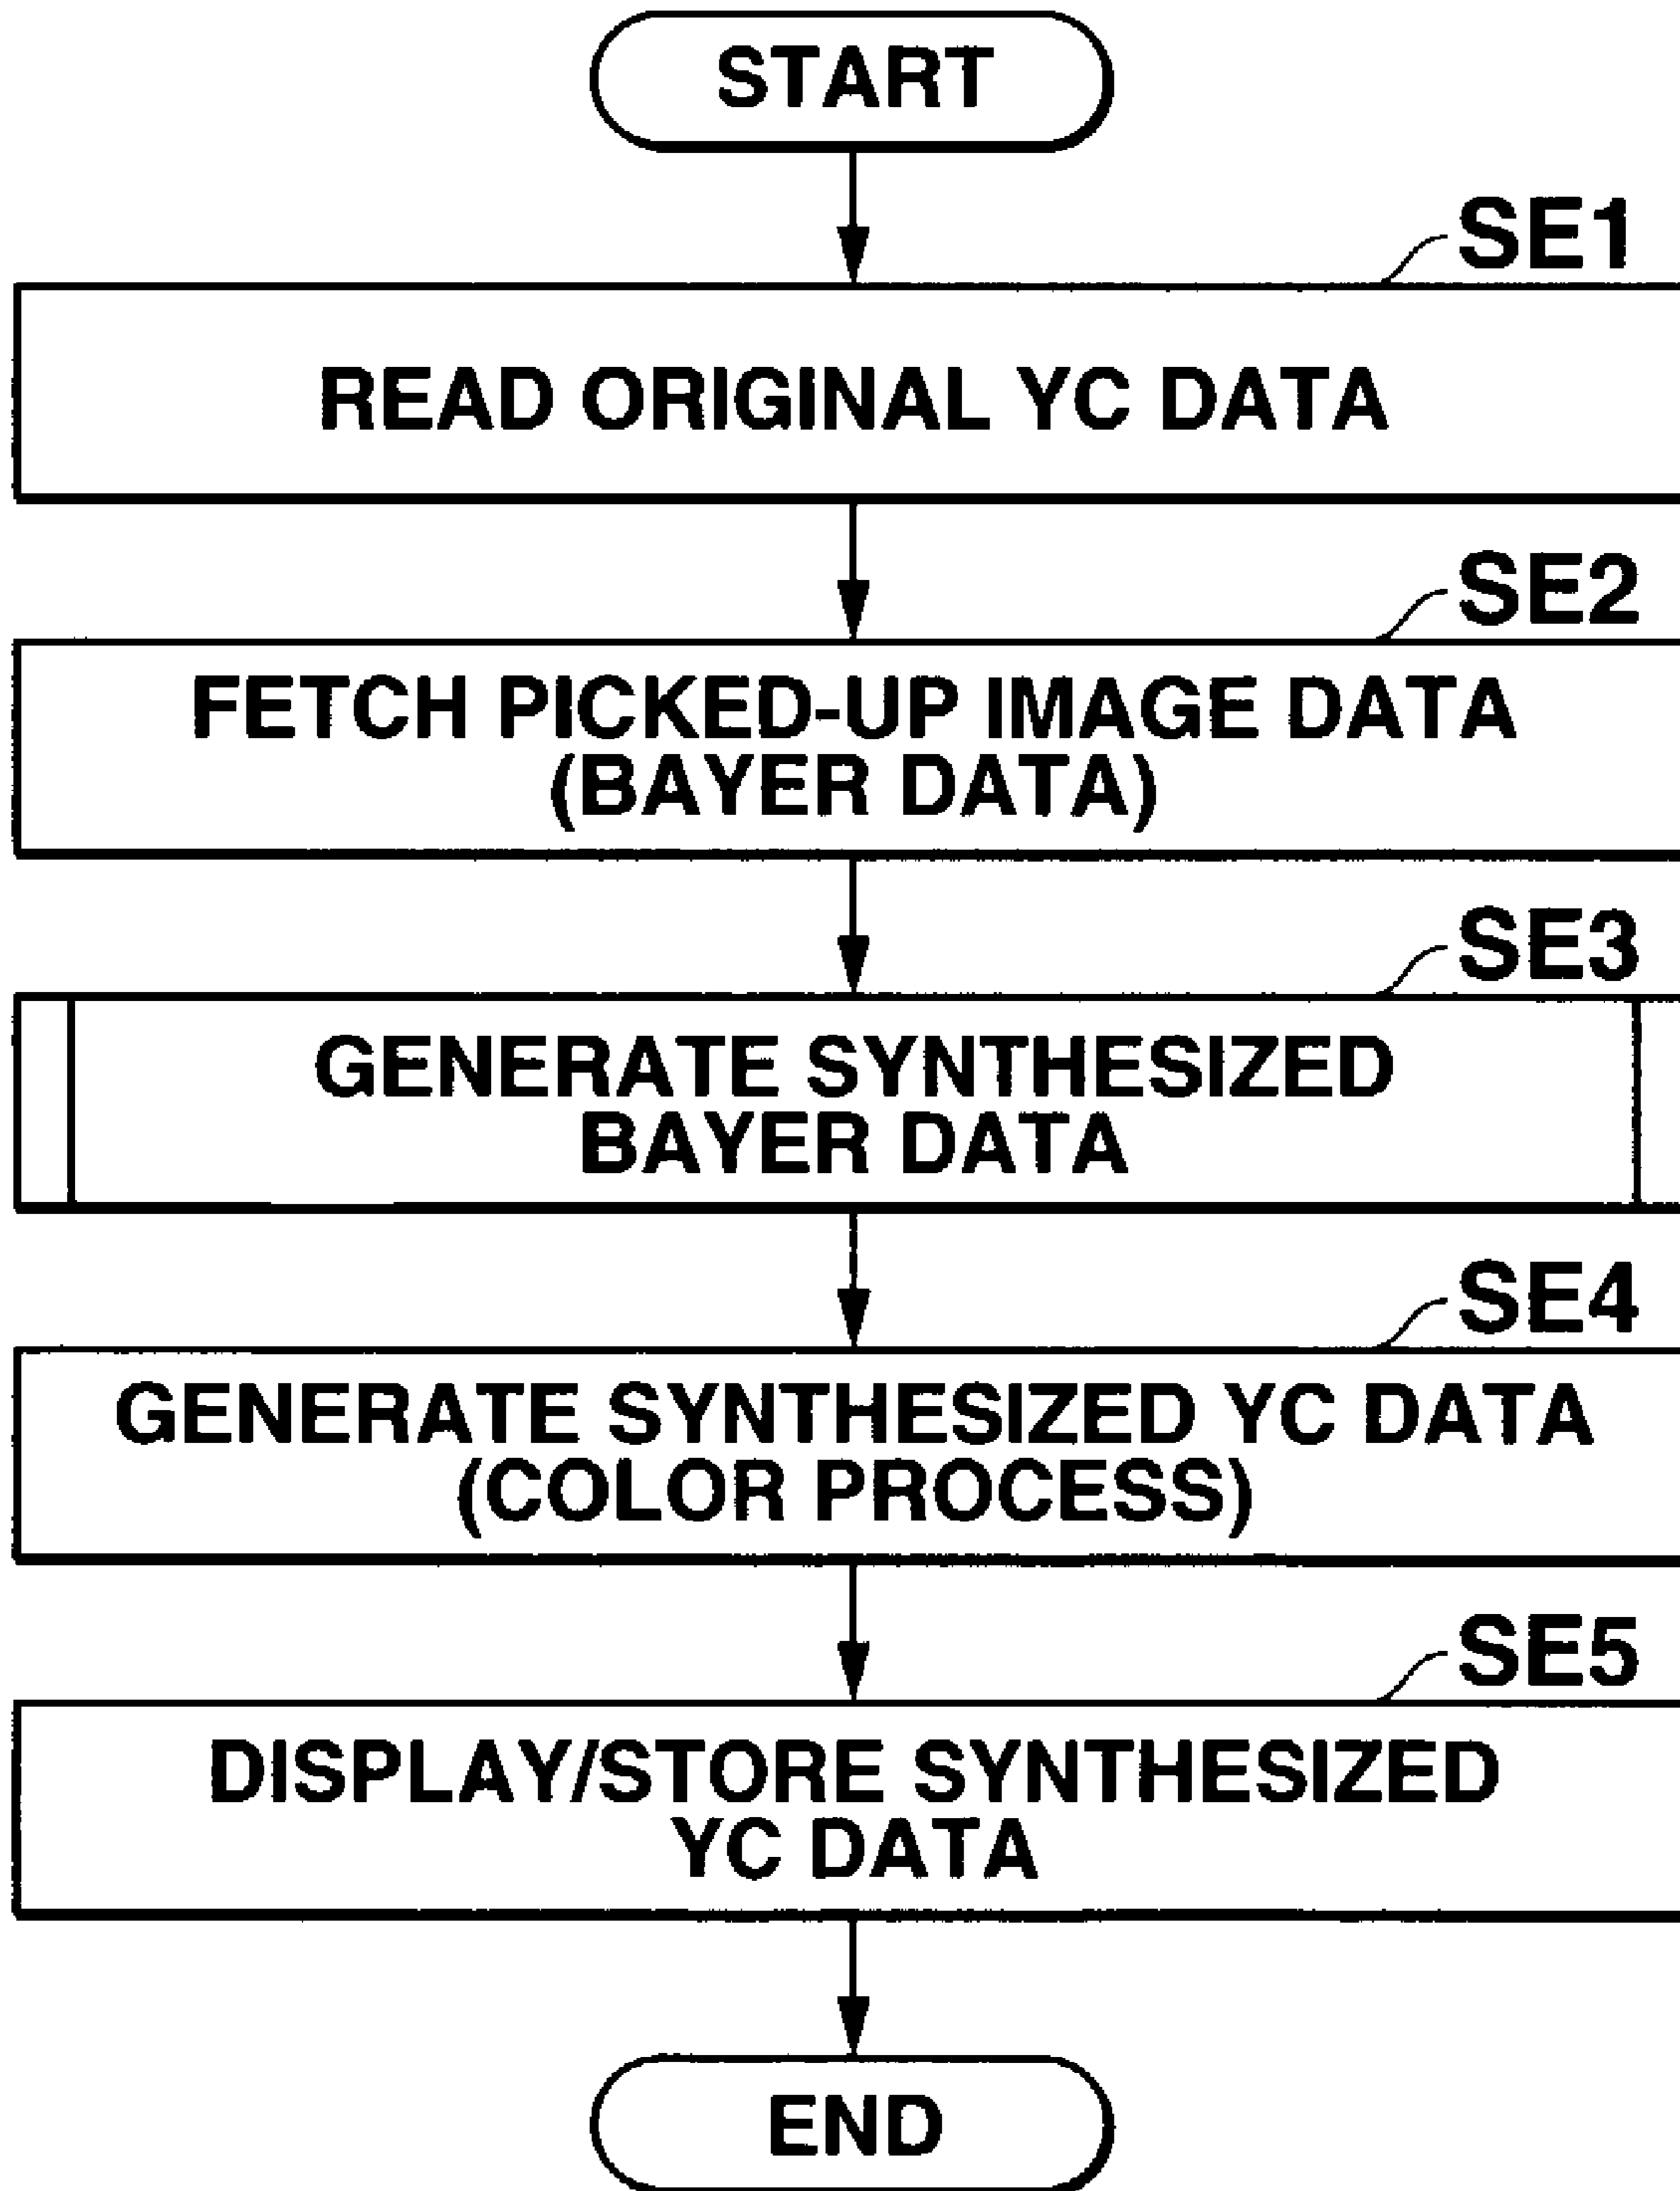 START
SE1
READ ORIGINAL YC DATA
SE2
FETCH PICKED-UP IMAGE DATA
(BAYER DATA)
SE3
GENERATE SYNTHESIZED
BAYER DATA
SE4
GENERATE SYNTHESIZED YC DATA
(COLOR PROCESS)
SE5
DISPLAY/STORE SYNTHESIZED
YC DATA
END